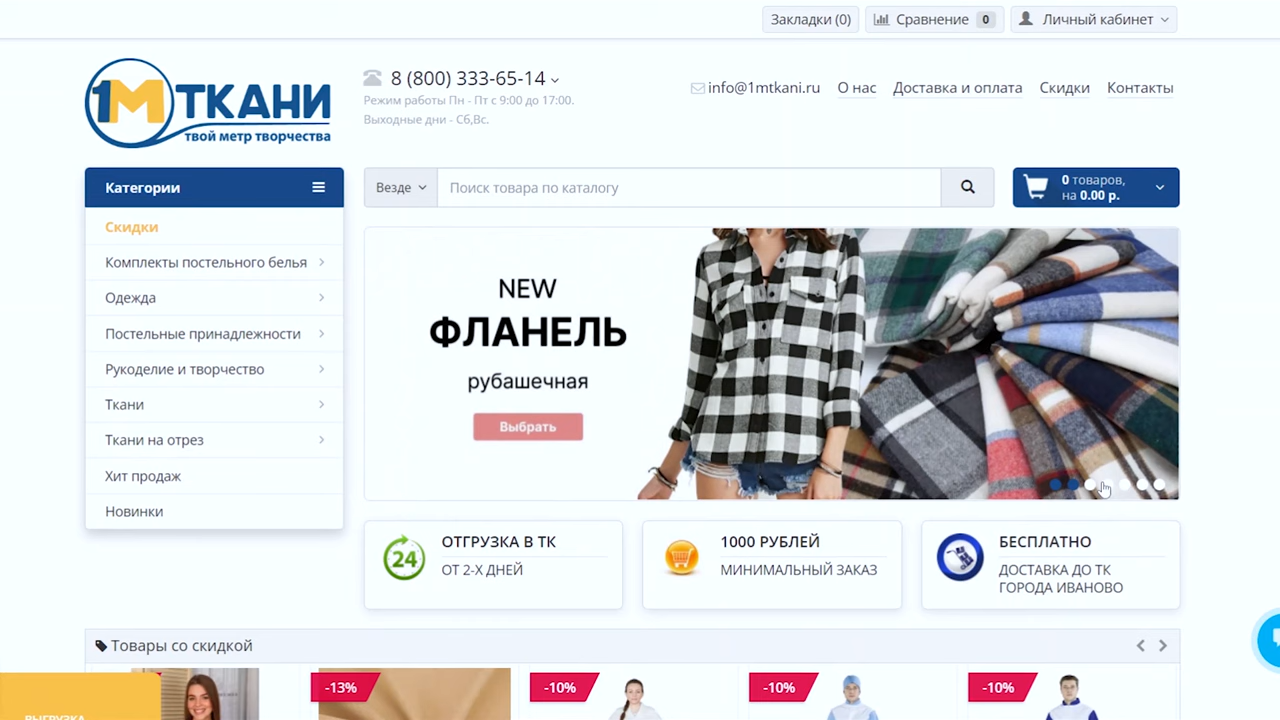 Закладки (0)
Сравнение 0
Личный кабинет
1М ТКАНИ
твой метр творчества
8 (800) 333-65-14
Режим работы Пн - Пт с 9:00 до 17:00.
Выходные дни - Сб,Вс.
info@1mtkani.ru
О нас
Доставка и оплата
Скидки
Контакты
Категории
Везде
Поиск товара по каталогу
0 товаров,
на 0.00 р.
Скидки
Комплекты постельного белья
Одежда
Постельные принадлежности
Рукоделие и творчество
Ткани
Ткани на отрез
Хит продаж
Новинки
NEW
ФЛАНЕЛЬ
рубашечная
Выбрать
24
ОТГРУЗКА В ТК
ОТ 2-Х ДНЕЙ
1000 РУБЛЕЙ
МИНИМАЛЬНЫЙ ЗАКАЗ
БЕСПЛАТНО
ДОСТАВКА ДО ТК
ГОРОДА ИВАНОВО
Товары со скидкой
-13%
-10%
-10%
-10%
ВЫГРУЗКА